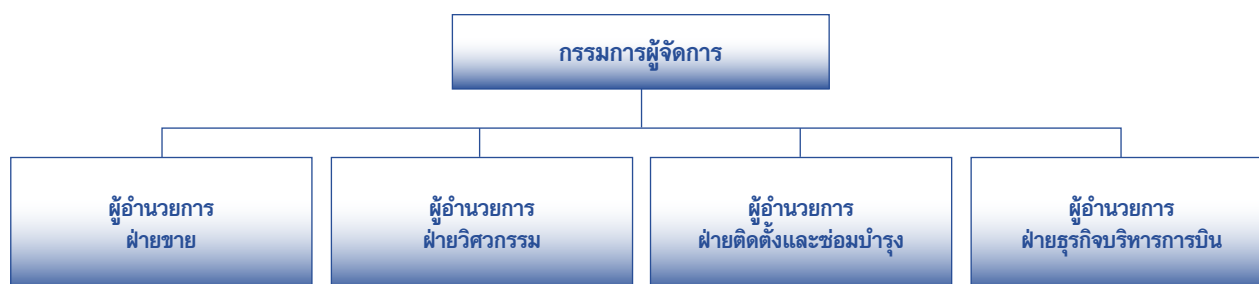 กรรมการผู้จัดการ
ผู้อำนวยการ
ฝ่ายขาย
ผู้อำนวยการ
ฝ่ายวิศวกรรม
ผู้อำนวยการ
ฝ่ายติดตั้งและซ่อมบำรุง
ผู้อำนวยการ
ฝ่ายธุรกิจบริหารการบิน